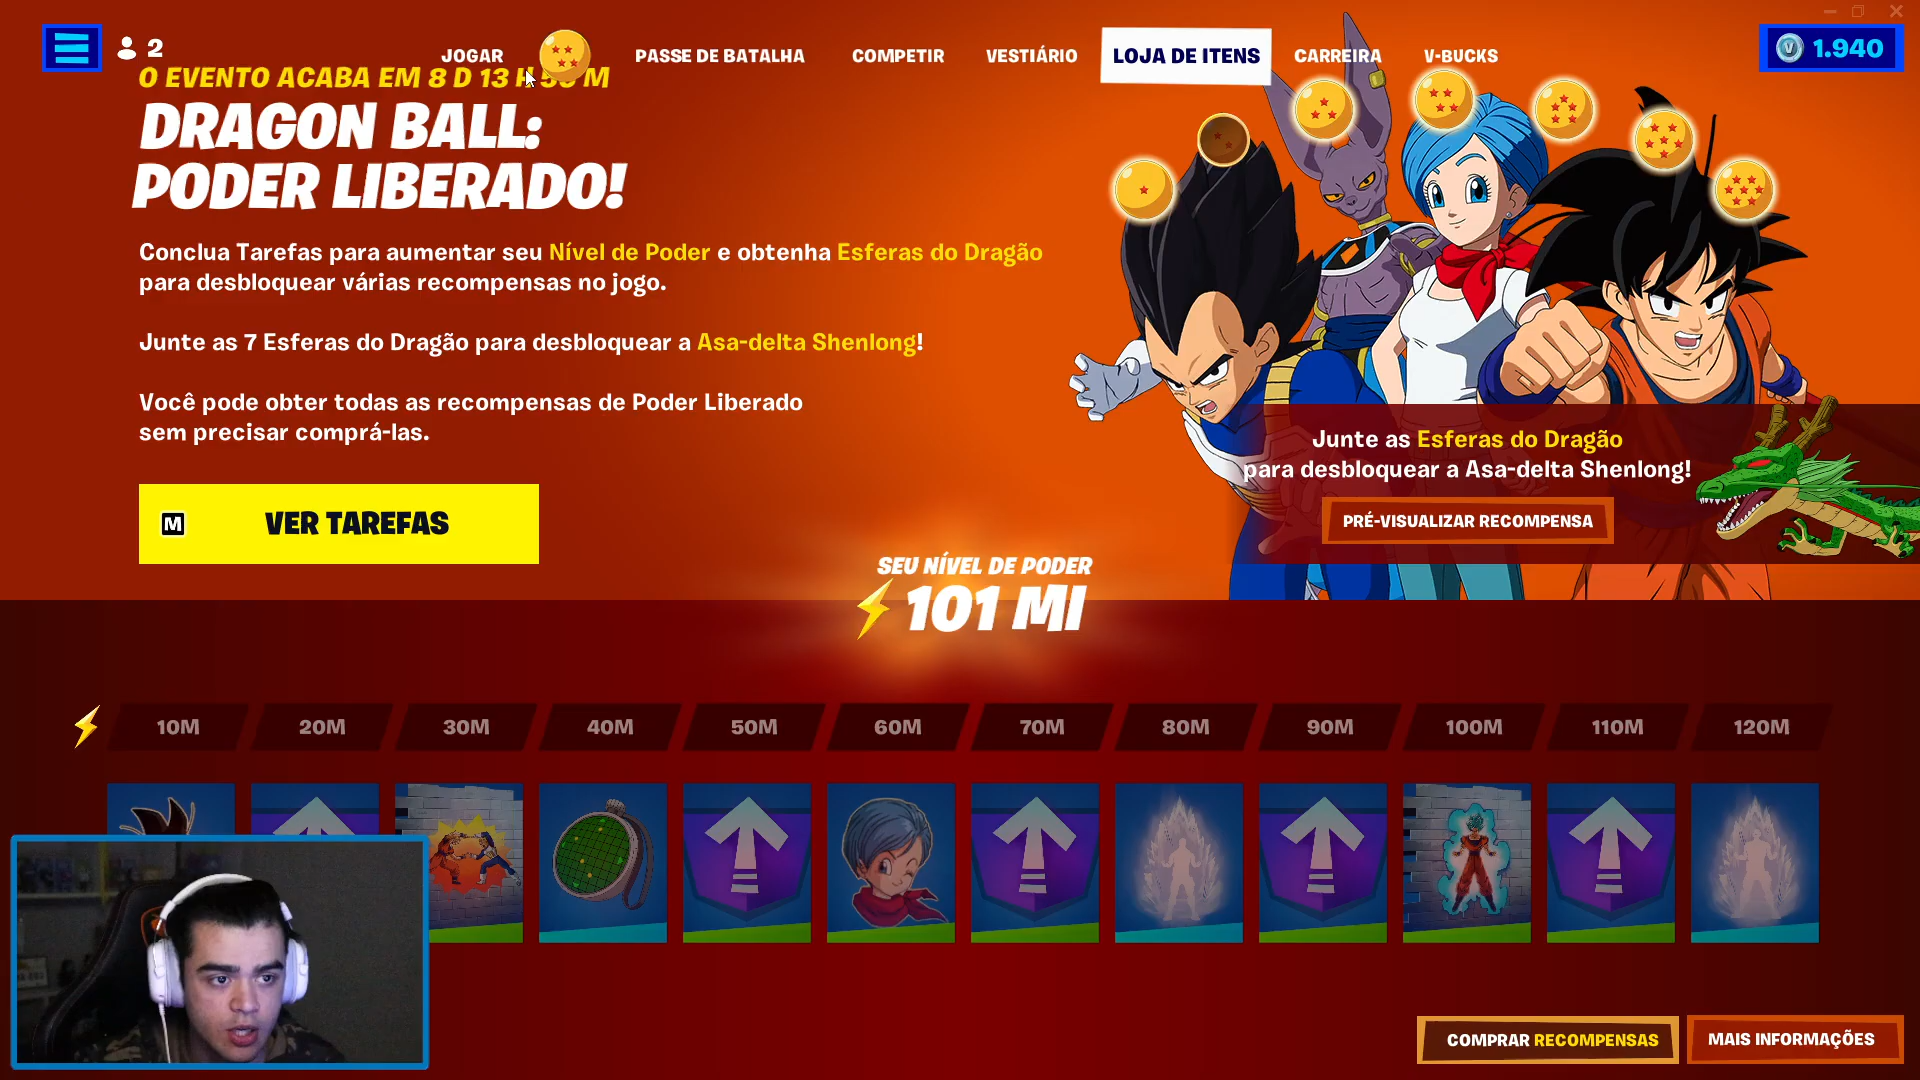 2
JOGAR
PASSE DE BATALHA
COMPETIR
VESTIÁRIO
LOJA DE ITENS
CARREIRA
V-BUCKS
1.940
O EVENTO ACABA EM 8 D 13 H M
DRAGON BALL:
PODER LIBERADO!
Conclua Tarefas para aumentar seu Nível de Poder e obtenha Esferas do Dragão
para desbloquear várias recompensas no jogo.
Junte as 7 Esferas do Dragão para desbloquear a Asa-delta Shenlong!
Você pode obter todas as recompensas de Poder Liberado
sem precisar comprá-las.
M VER TAREFAS
Junte as Esferas do Dragão
para desbloquear a Asa-delta Shenlong!
PRÉ-VISUALIZAR RECOMPENSA
SEU NÍVEL DE PODER
101 MI
10M 20M 30M 40M 50M 60M 70M 80M 90M 100M 110M 120M
COMPRAR RECOMPENSAS
MAIS INFORMAÇÕES